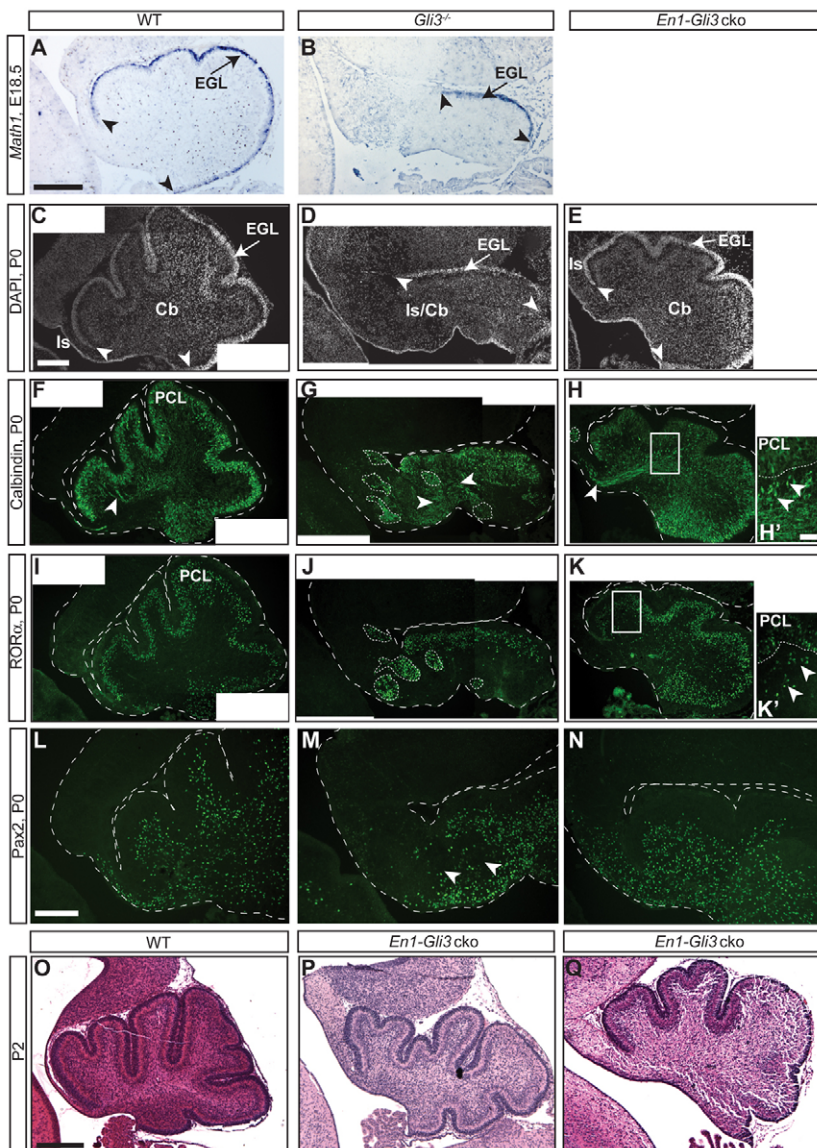 WT
Gli3-/-
En1-Gli3 cko
Math1, E18.5
A
EGL
B
EGL
DAPI, P0
C
EGL
Cb
Is
D
EGL
Is/Cb
E
EGL
Is
Cb
Calbindin, P0
F
PCL
G
H
PCL
H'
RORα, P0
I
PCL
J
K
PCL
K'
Pax2, P0
L
M
N
WT
En1-Gli3 cko
En1-Gli3 cko
P2
O
P
Q